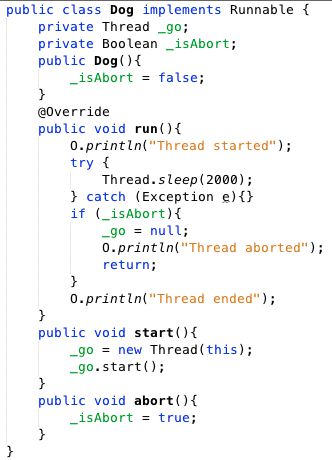 public class Dog implements Runnable {
    private Thread _go;
    private Boolean _isAbort;
    public Dog(){
        _isAbort = false;
    }
    @Override
    public void run(){
        O.println("Thread started");
        try {
            Thread.sleep(2000);
        } catch (Exception e){}
        if (_isAbort){
            _go = null;
            O.println("Thread aborted");
            return;
        }
        O.println("Thread ended");
    }
    public void start(){
        _go = new Thread(this);
        _go.start();
    }
    public void abort(){
        _isAbort = true;
    }
}